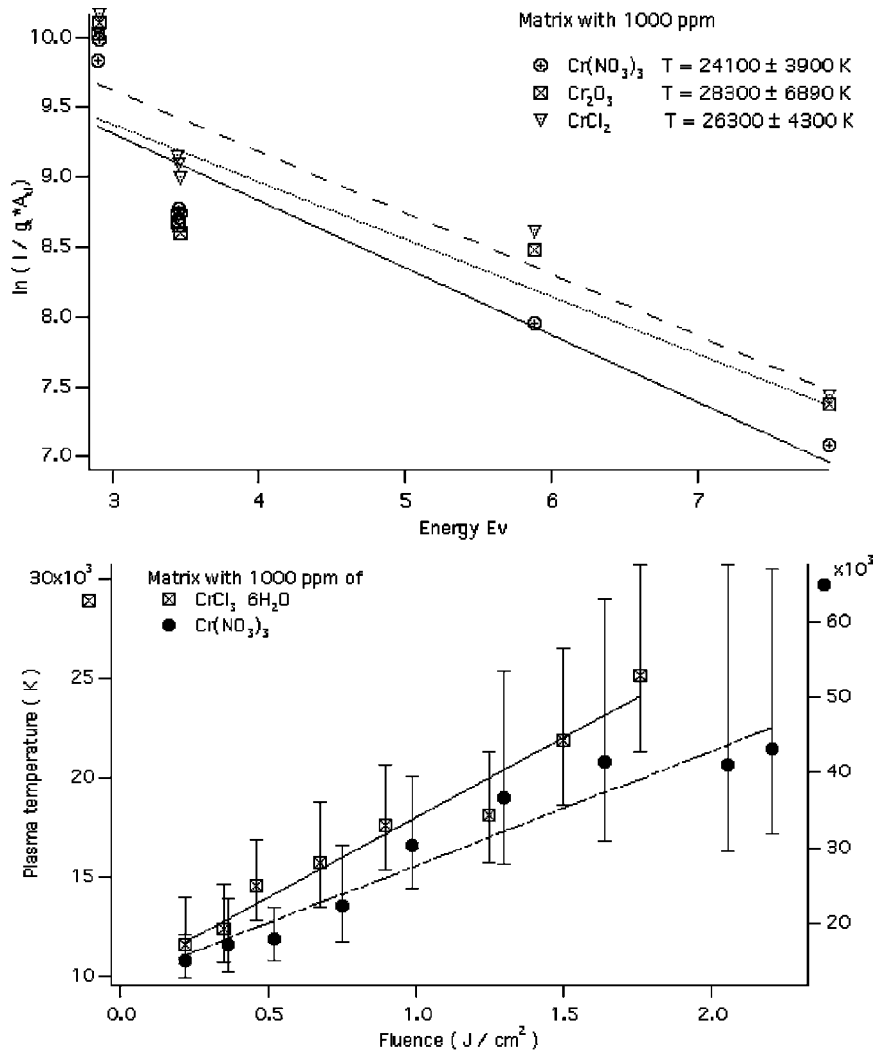 Matrix with 1000 ppm
Cr(NO₃)₃ T = 24100 ± 3900 K
Cr₂O₃ T = 28300 ± 6890 K
CrCl₂ T = 26300 ± 4300 K
10.0
9.5
9.0
8.5
8.0
7.5
7.0
ln ( I / gₖ*Aₖᵢ)
3 4 5 6 7
Energy Ev
30x10³
25
20
15
10
Plasma temperature ( K )
Matrix with 1000 ppm of
CrCl₃ 6H₂O
Cr(NO₃)₃
x10³
60
50
40
30
20
0.0 0.5 1.0 1.5 2.0
Fluence ( J / cm² )